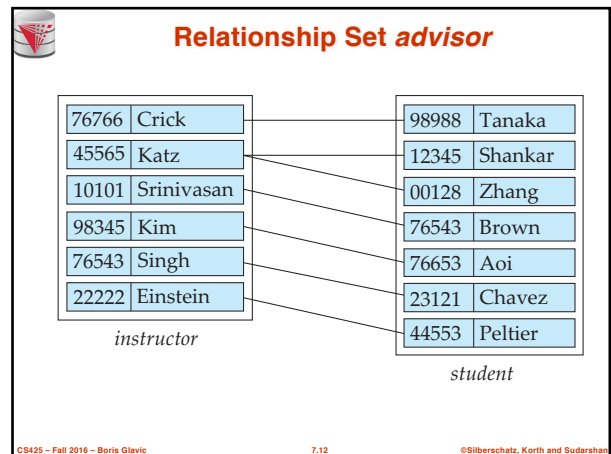 Relationship Set advisor
76766 Crick
45565 Katz
10101 Srinivasan
98345 Kim
76543 Singh
22222 Einstein
instructor
98988 Tanaka
12345 Shankar
00128 Zhang
76543 Brown
76653 Aoi
23121 Chavez
44553 Peltier
student
CS425 – Fall 2016 – Boris Glavic 7.12 ©Silberschatz, Korth and Sudarshan